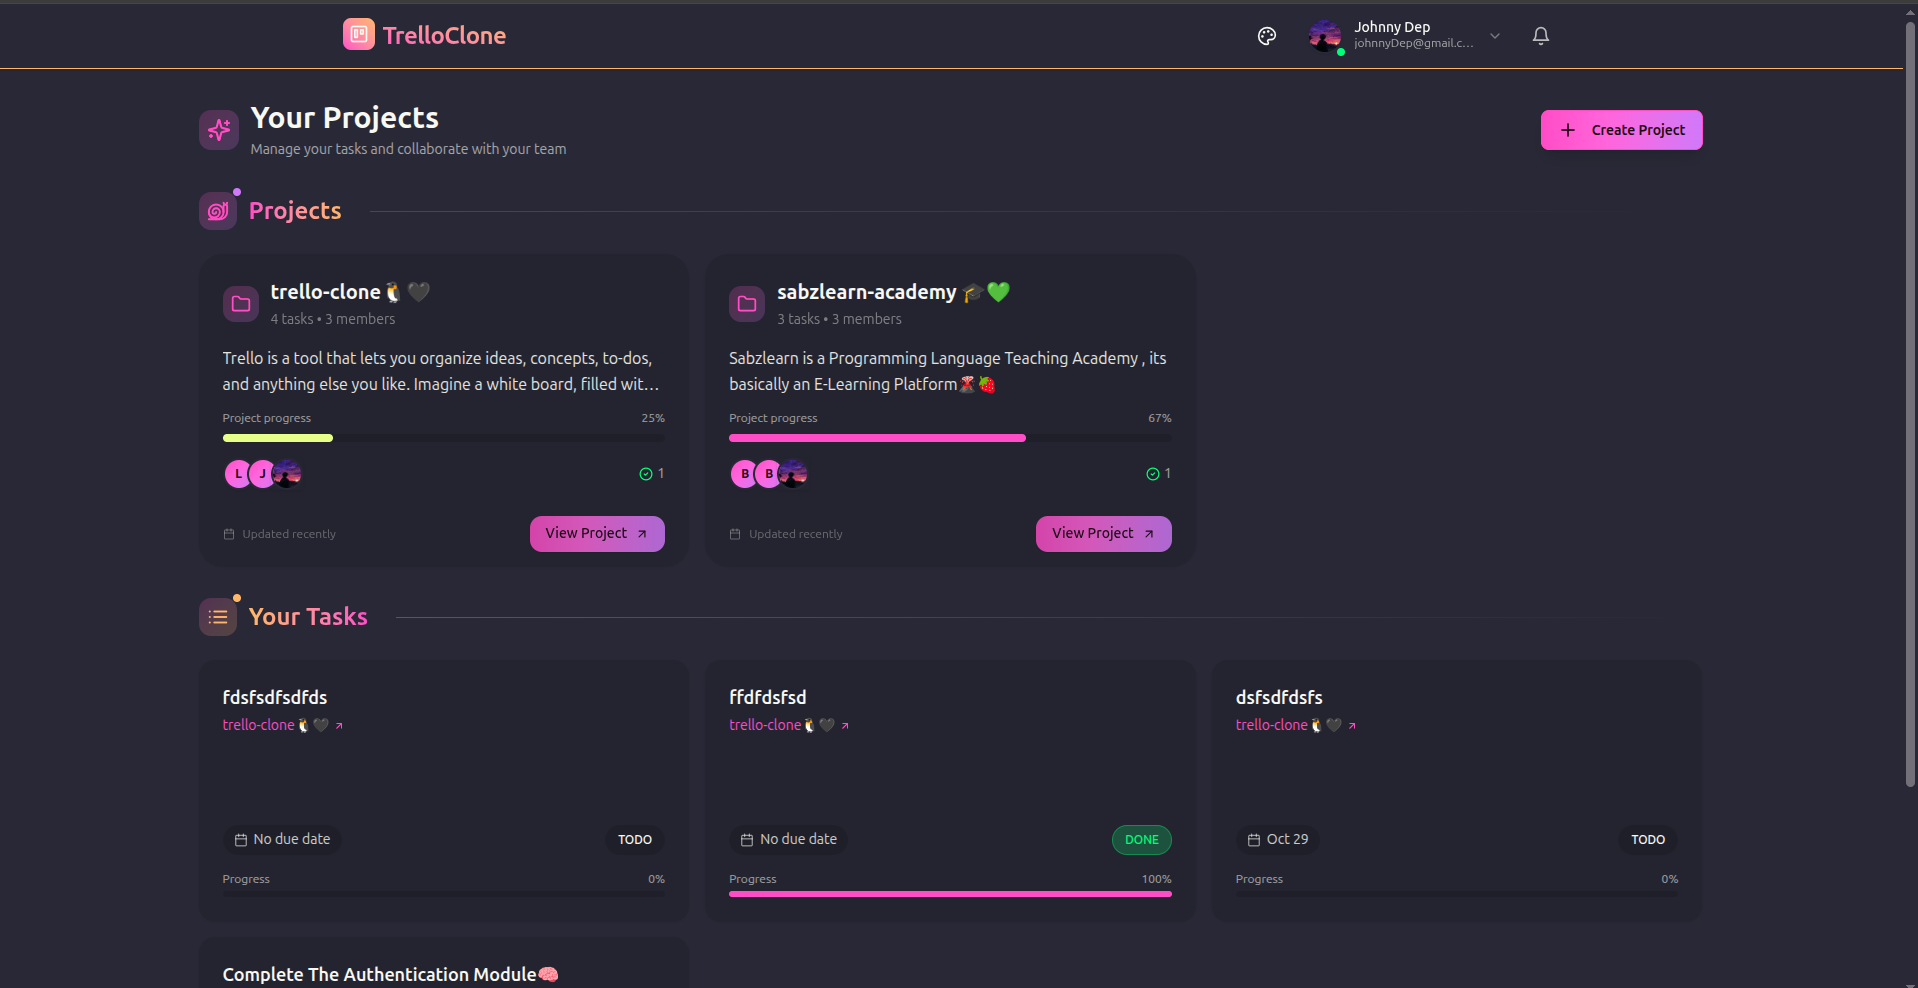 TrelloClone
Johnny Dep
johnnyDep@gmail.c...
Your Projects
Manage your tasks and collaborate with your team
Create Project
Projects
trello-clone🐧🖤
4 tasks • 3 members
Trello is a tool that lets you organize ideas, concepts, to-dos,
and anything else you like. Imagine a white board, filled wit...
Project progress 25%
L J 1
Updated recently View Project
sabzlearn-academy 🎓💚
3 tasks • 3 members
Sabzlearn is a Programming Language Teaching Academy , its
basically an E-Learning Platform🌋🍓
Project progress 67%
B B 1
Updated recently View Project
Your Tasks
fdsfsdfsdfds
trello-clone🐧🖤
No due date TODO
Progress 0%
ffdfdsfsd
trello-clone🐧🖤
No due date DONE
Progress 100%
dsfsdfdsfs
trello-clone🐧🖤
Oct 29 TODO
Progress 0%
Complete The Authentication Module🧠